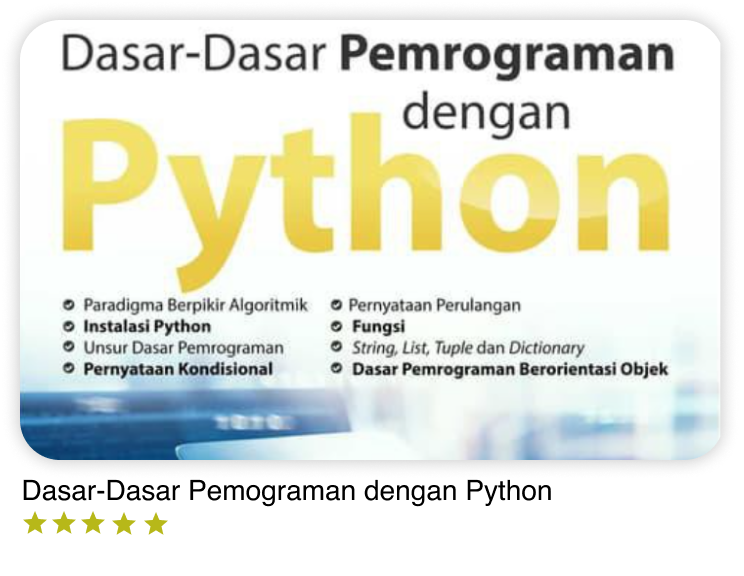 Dasar-Dasar Pemrograman
dengan
Python
Paradigma Berpikir Algoritmik
Instalasi Python
Unsur Dasar Pemrograman
Pernyataan Kondisional
Pernyataan Perulangan
Fungsi
String, List, Tuple dan Dictionary
Dasar Pemrograman Berorientasi Objek
Dasar-Dasar Pemograman dengan Python